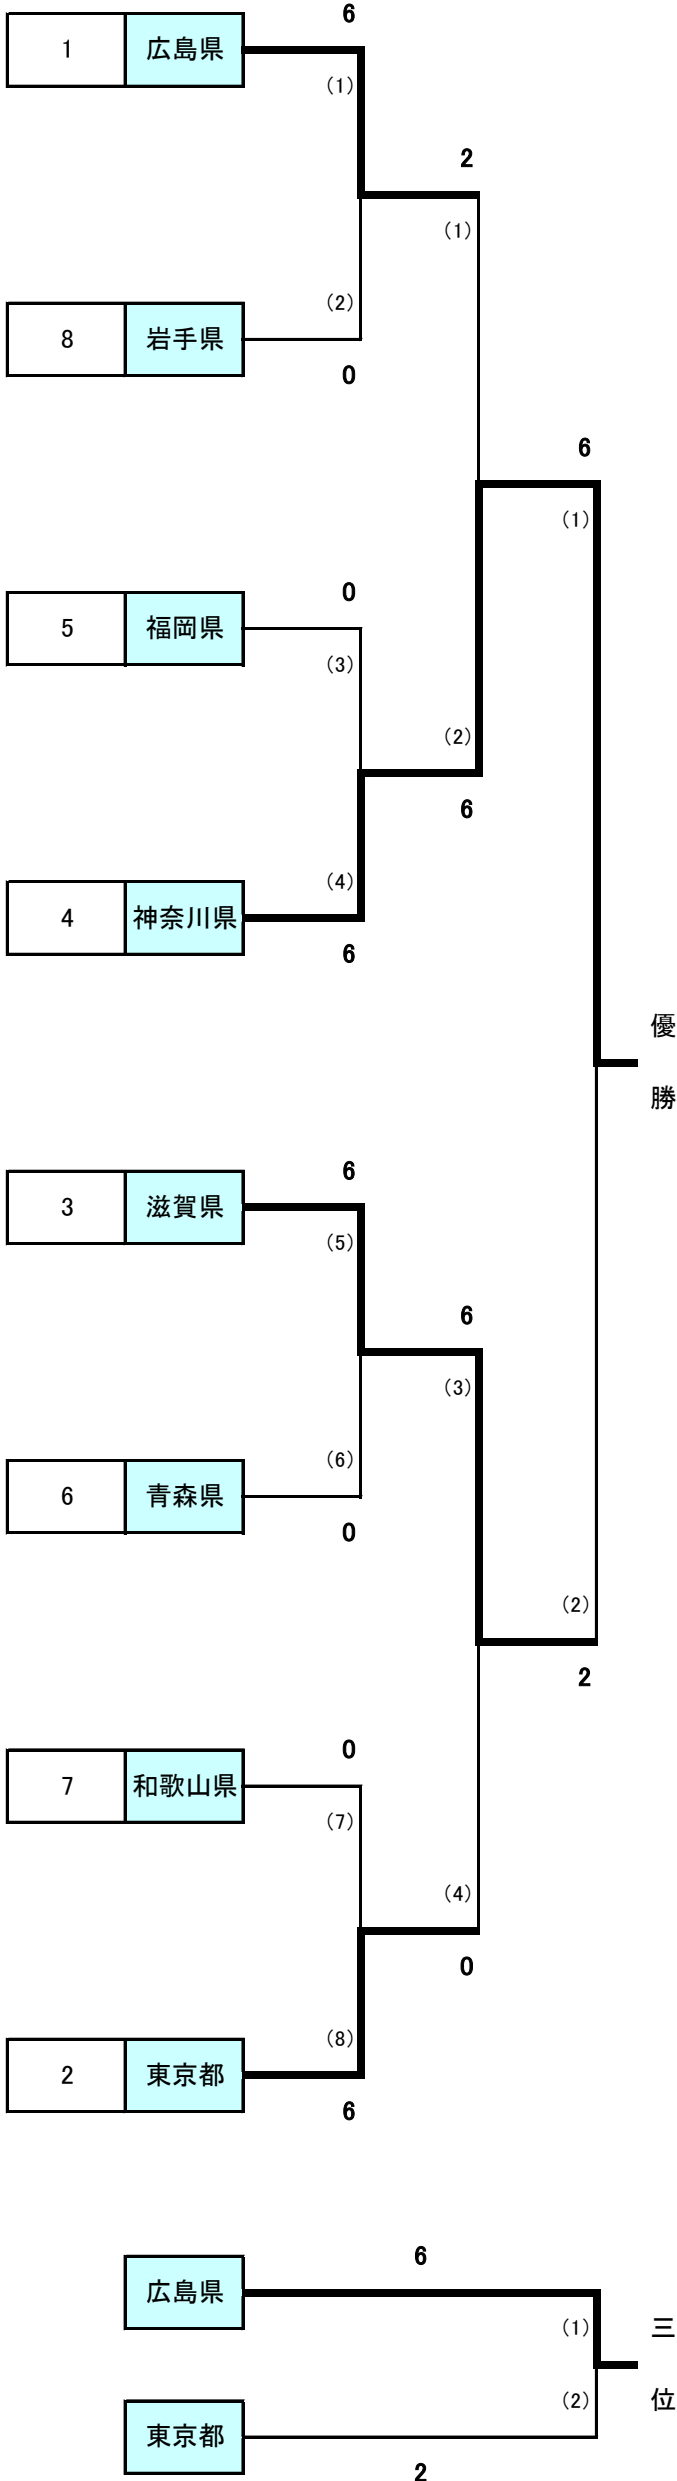 6
1 広島県
(1)
2
(1)
(2)
8 岩手県
0
6
(1)
0
5 福岡県
(3)
(2)
6
(4)
4 神奈川県
6
優
勝
6
3 滋賀県
(5)
6
(3)
(6)
6 青森県
0
(2)
2
0
7 和歌山県
(7)
(4)
0
(8)
2 東京都
6
6
広島県
(1)
三
(2)
位
東京都
2